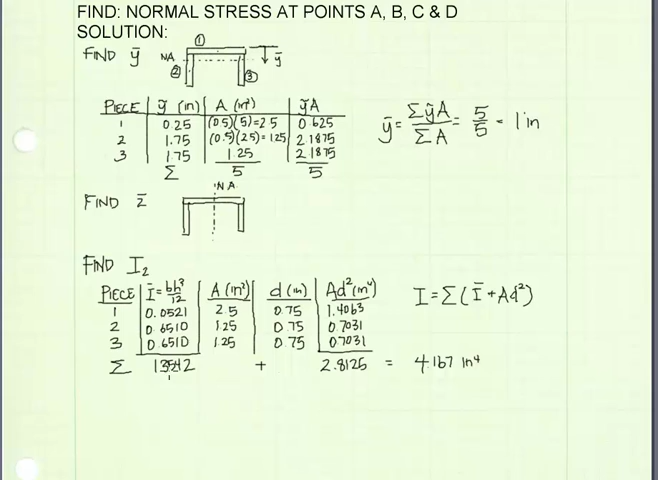 FIND: NORMAL STRESS AT POINTS A, B, C & D
SOLUTION:
FIND ȳ
①
NA
② ③ ȳ
PIECE ỹ (in) A (in²) ỹA
1 0.25 (0.5)(5)=2.5 0.625
2 1.75 (0.5)(2.5)=1.25 2.1875
3 1.75 1.25 2.1875
Σ 5 5
ȳ = ΣỹA / ΣA = 5/5 = 1 in
N.A.
FIND z̄
FIND I₂
PIECE Ī=bh³/12 A (in²) d (in) Ad² (in⁴)
1 0.0521 2.5 0.75 1.4063
2 0.6510 1.25 0.75 0.7031
3 0.6510 1.25 0.75 0.7031
Σ 1.3542 + 2.8125 = 4.167 in⁴
I = Σ(Ī + Ad²)